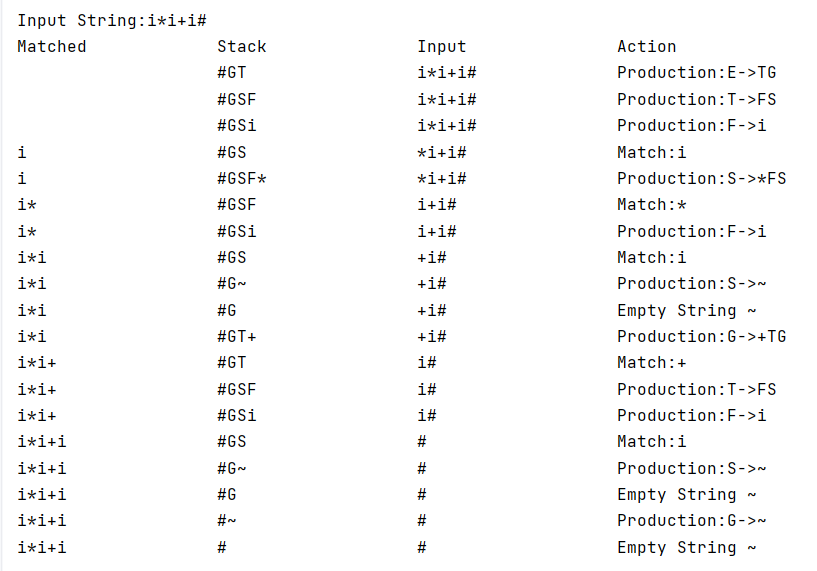 Input String:i*i+i#
Matched Stack Input Action
#GT i*i+i# Production:E->TG
#GSF i*i+i# Production:T->FS
#GSi i*i+i# Production:F->i
i #GS *i+i# Match:i
i #GSF* *i+i# Production:S->*FS
i* #GSF i+i# Match:*
i* #GSi i+i# Production:F->i
i*i #GS +i# Match:i
i*i #G~ +i# Production:S->~
i*i #G +i# Empty String ~
i*i #GT+ +i# Production:G->+TG
i*i+ #GT i# Match:+
i*i+ #GSF i# Production:T->FS
i*i+ #GSi i# Production:F->i
i*i+i #GS # Match:i
i*i+i #G~ # Production:S->~
i*i+i #G # Empty String ~
i*i+i #~ # Production:G->~
i*i+i # # Empty String ~